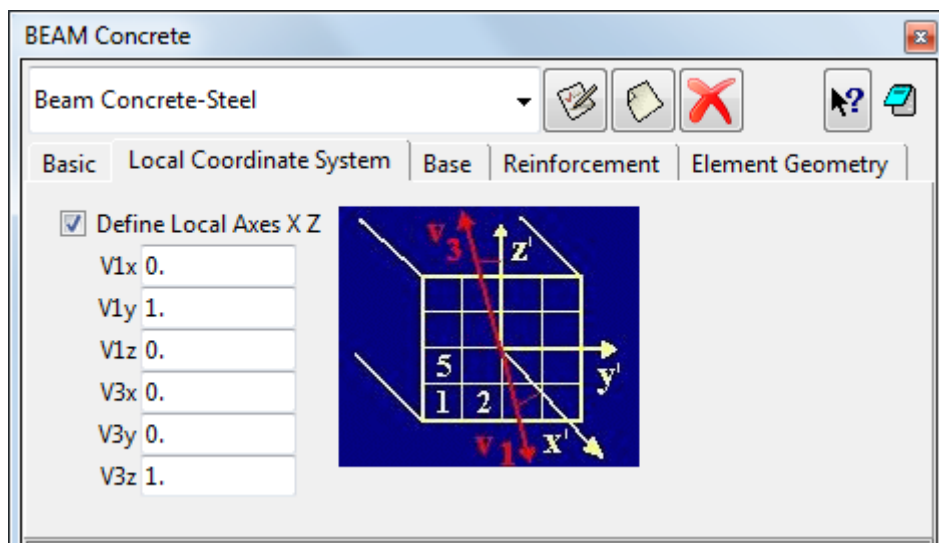 BEAM Concrete
Beam Concrete-Steel
?
Basic Local Coordinate System Base Reinforcement Element Geometry
Define Local Axes X Z
V1x 0.
V1y 1.
V1z 0.
V3x 0.
V3y 0.
V3z 1.
v3 z'
5 y'
1 2
v1 x'